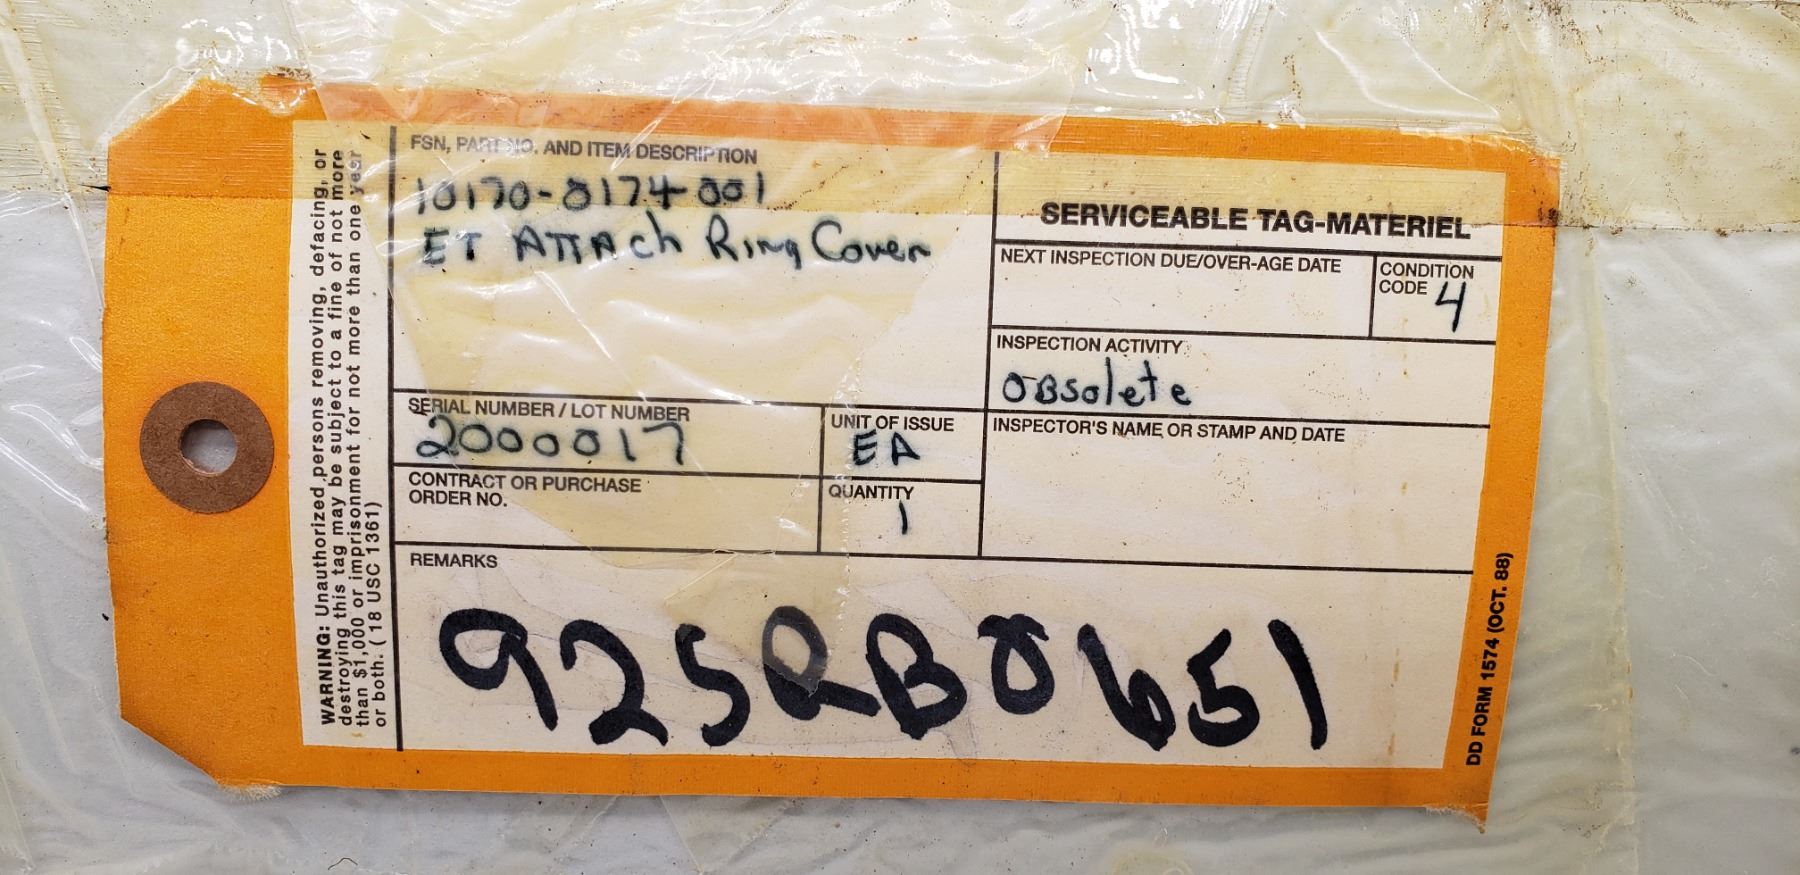 FSN, PART NO. AND ITEM DESCRIPTION
10170-0174-001
ET ATTACh Ring Cover
SERVICEABLE TAG-MATERIEL
NEXT INSPECTION DUE/OVER-AGE DATE
CONDITION
CODE 4
INSPECTION ACTIVITY
OBSolete
SERIAL NUMBER / LOT NUMBER
2000017
UNIT OF ISSUE
EA
INSPECTOR'S NAME OR STAMP AND DATE
CONTRACT OR PURCHASE
ORDER NO.
QUANTITY
1
REMARKS
925QB0651
WARNING: Unauthorized persons removing, defacing, or
destroying this tag may be subject to a fine of not more
than $1,000 or imprisonment for not more than one year
or both. (18 USC 1361)
DD FORM 1574 (OCT. 88)